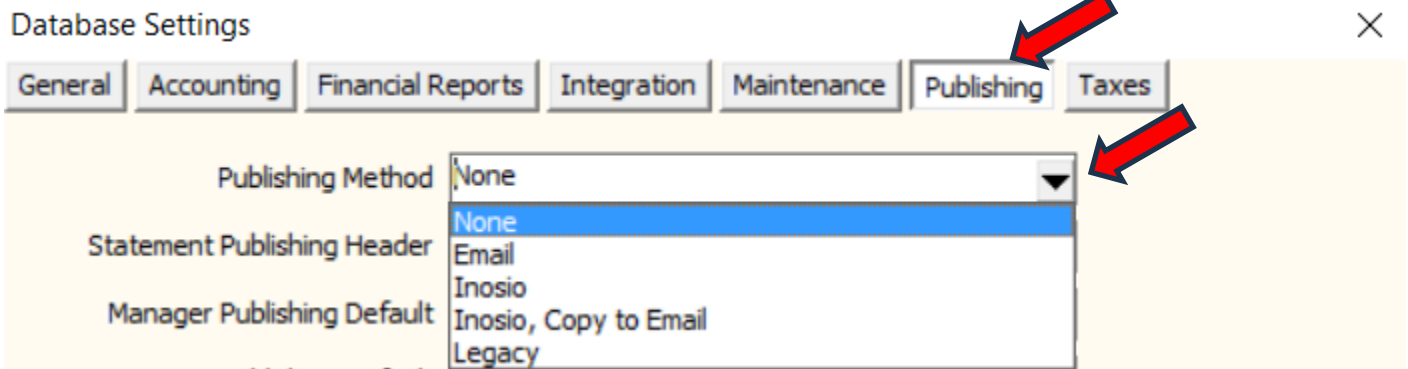 Database Settings
General Accounting Financial Reports Integration Maintenance Publishing Taxes
Publishing Method None
None
Statement Publishing Header
Email
Inosio
Manager Publishing Default
Inosio, Copy to Email
Legacy